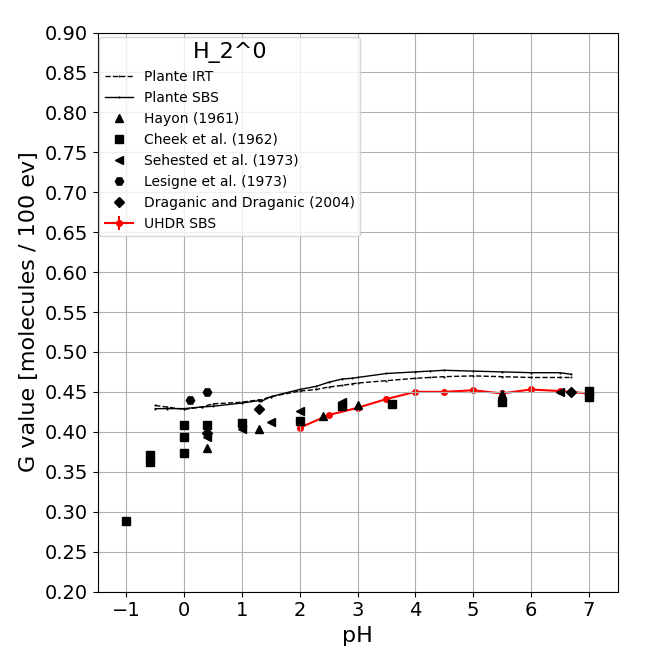 H_2^0
Plante IRT
Plante SBS
Hayon (1961)
Cheek et al. (1962)
Sehested et al. (1973)
Lesigne et al. (1973)
Draganic and Draganic (2004)
UHDR SBS
G value [molecules / 100 ev]
0.90
0.85
0.80
0.75
0.70
0.65
0.60
0.55
0.50
0.45
0.40
0.35
0.30
0.25
0.20
−1 0 1 2 3 4 5 6 7
pH